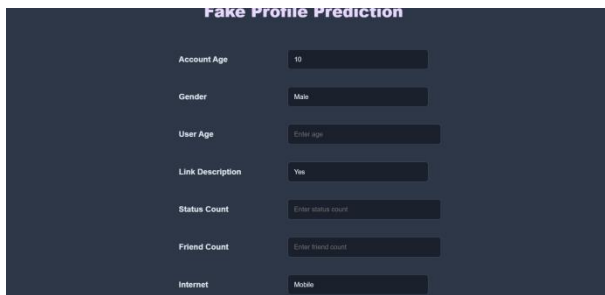 Fake Profile Prediction
Account Age 10
Gender Male
User Age Enter age
Link Description Yes
Status Count Enter status count
Friend Count Enter friend count
Internet Mobile